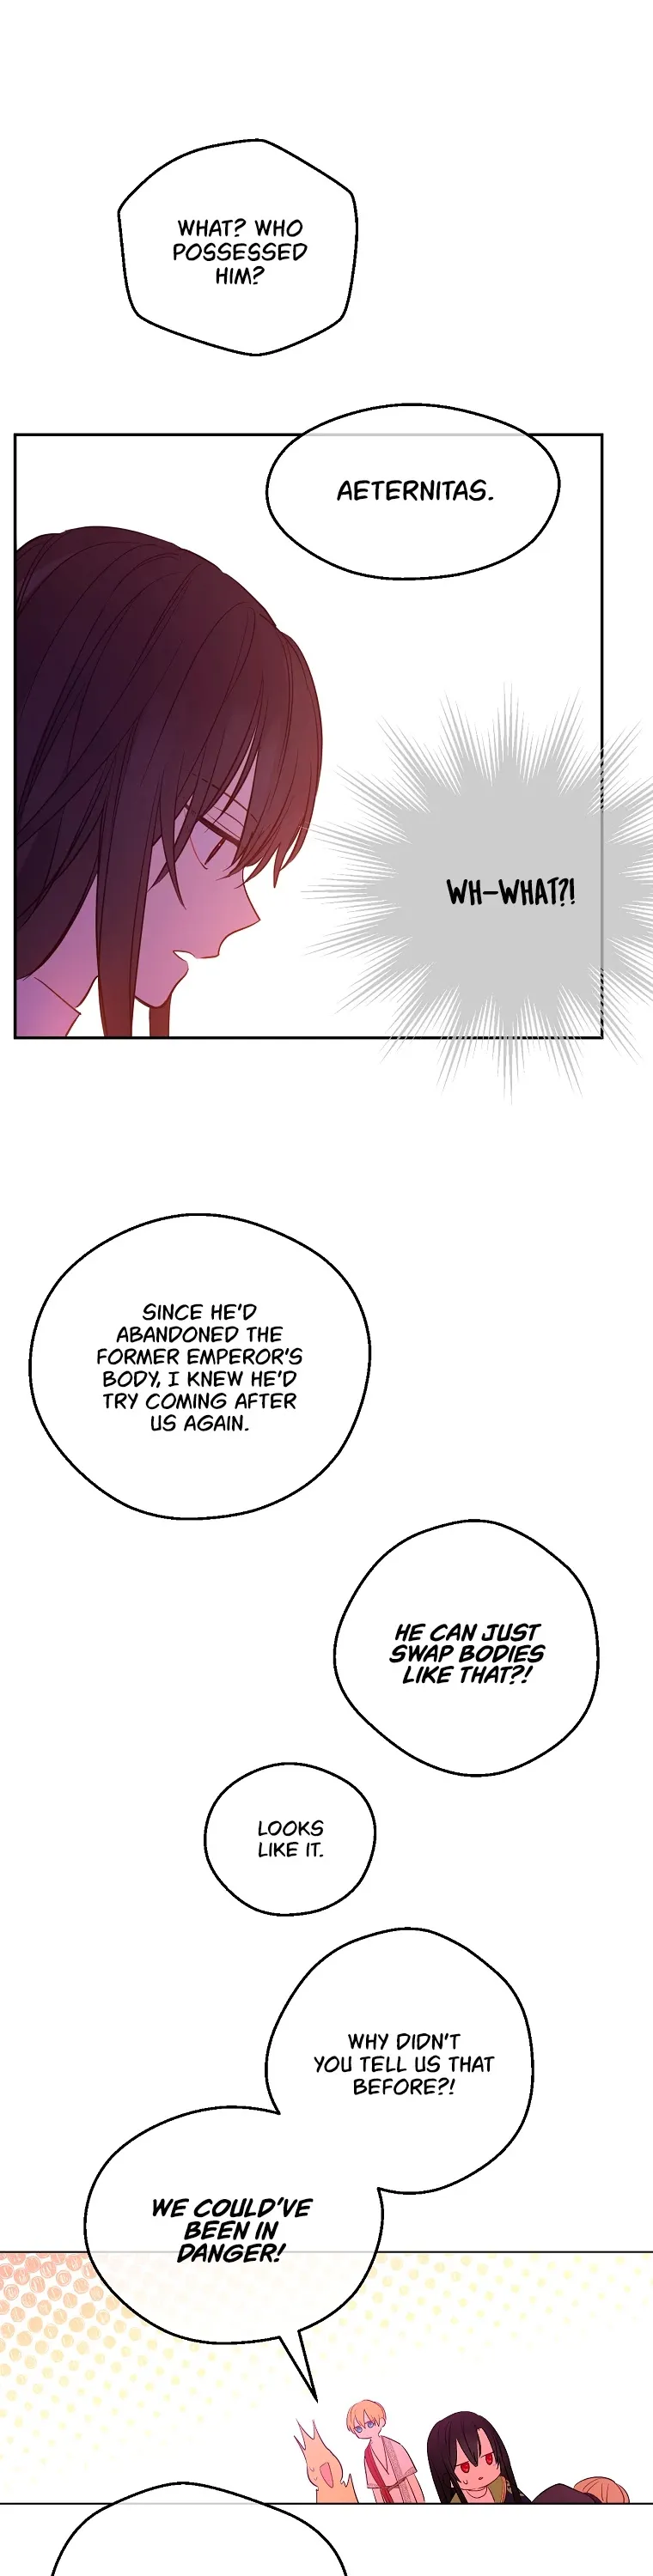 WHAT? WHO
POSSESSED
HIM?
AETERNITAS.
WH-WHAT?!
SINCE HE'D
ABANDONED THE
FORMER EMPEROR'S
BODY, I KNEW HE'D
TRY COMING AFTER
US AGAIN.
HE CAN JUST
SWAP BODIES
LIKE THAT?!
LOOKS
LIKE IT.
WHY DIDN'T
YOU TELL US THAT
BEFORE?!
WE COULD'VE
BEEN IN
DANGER!